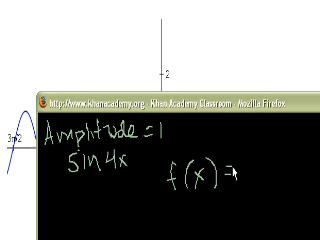 2
3π/2
http://www.khanacademy.org Khan Academy Classroom - Mozilla Firefox
Amplitude = 1
sin 4x
f(x) =